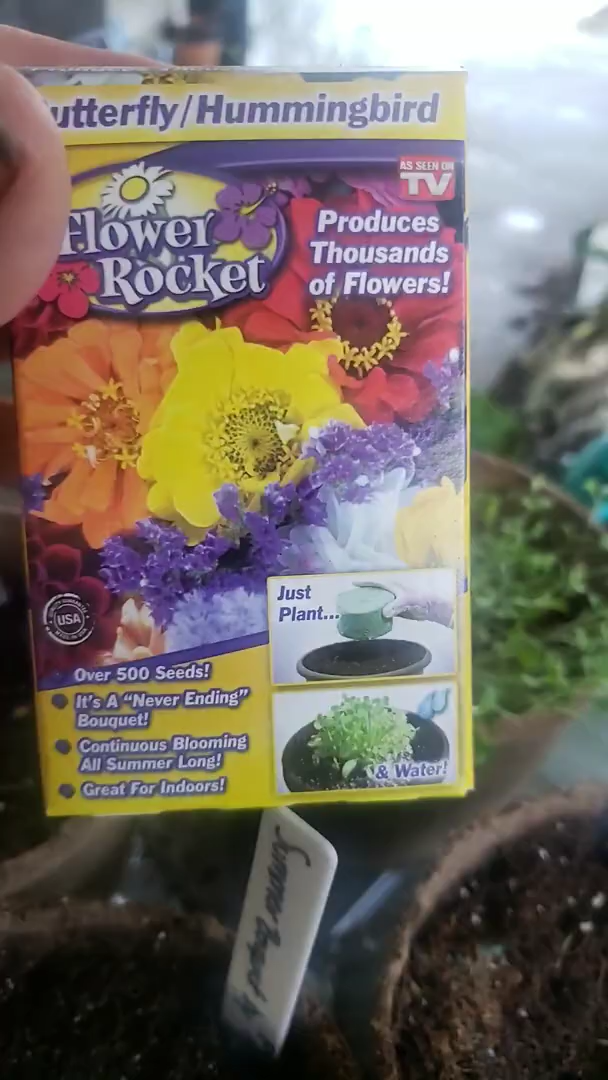 utterfly/Hummingbird
AS SEEN ON
TV
Flower
Rocket
Produces
Thousands
of Flowers!
USA
Just
Plant...
Over 500 Seeds!
It's A "Never Ending"
Bouquet!
Continuous Blooming
All Summer Long!
Great For Indoors!
& Water!
Summer